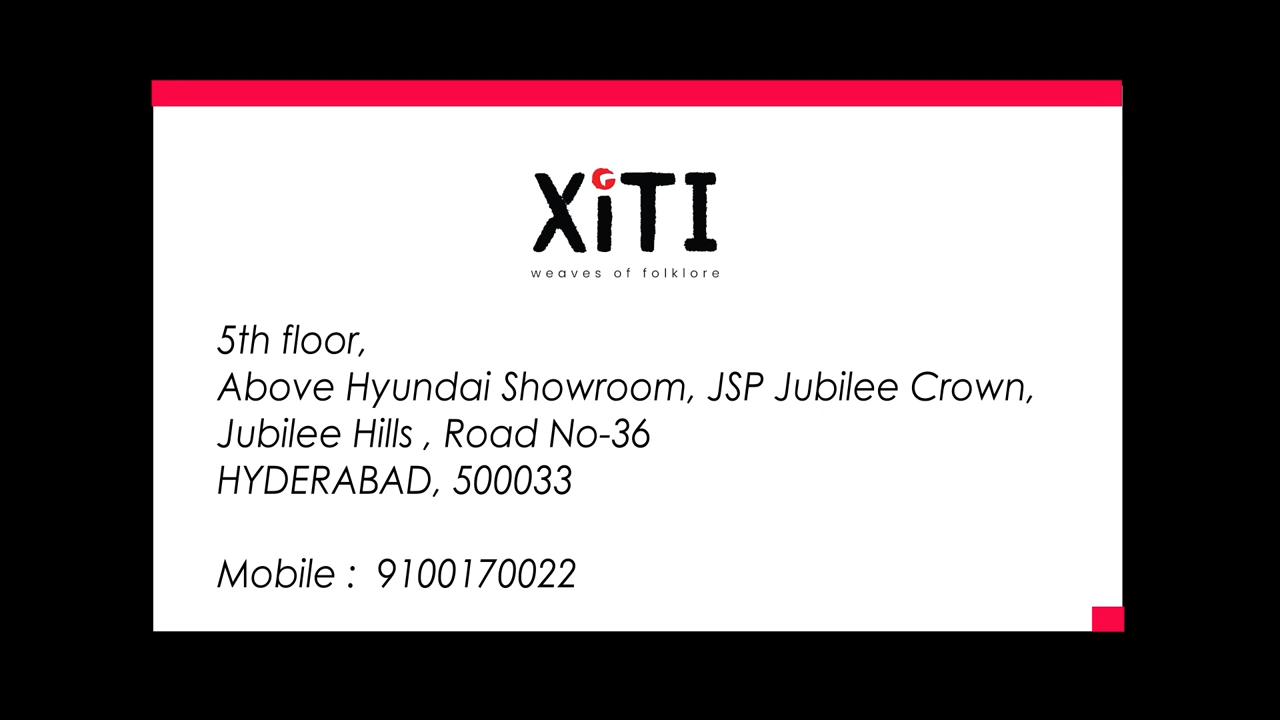 XiTI
weaves of folklore
5th floor,
Above Hyundai Showroom, JSP Jubilee Crown,
Jubilee Hills , Road No-36
HYDERABAD, 500033
Mobile : 9100170022